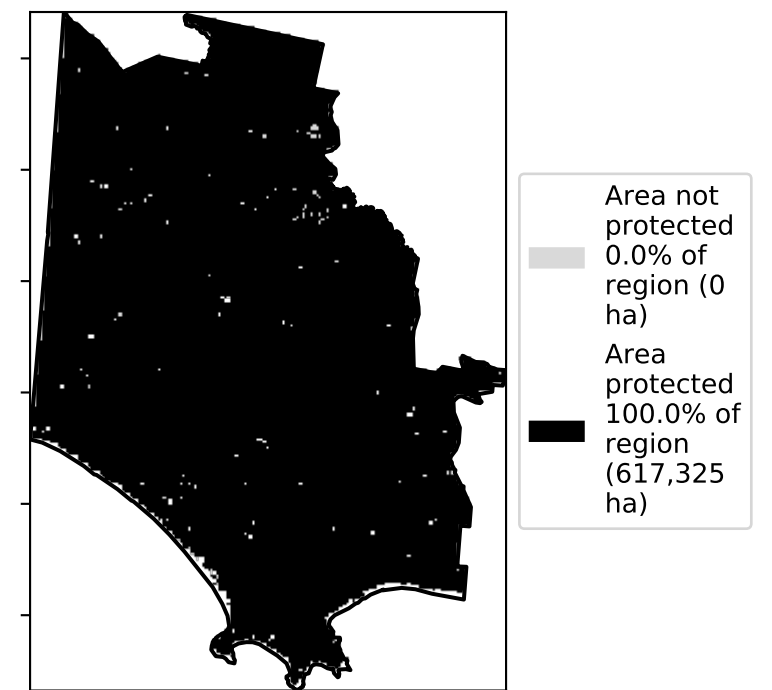 Area not
protected
0.0% of
region (0
ha)
Area
protected
100.0% of
region
(617,325
ha)